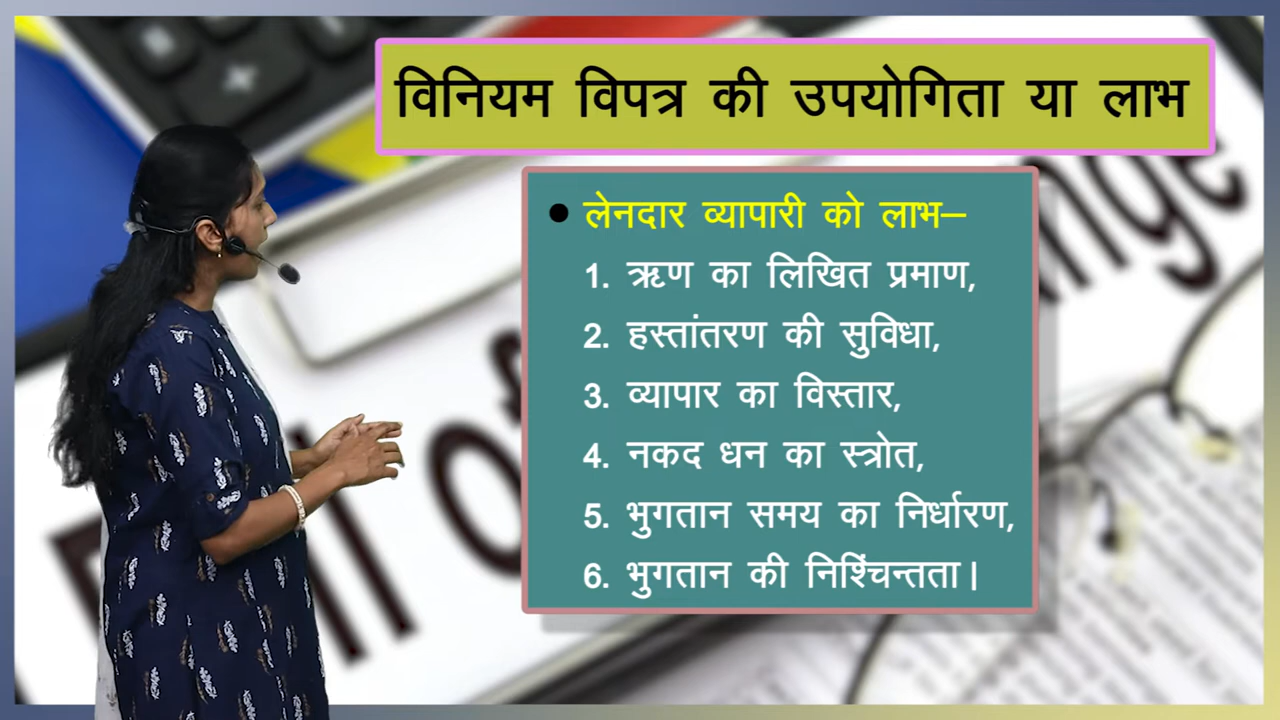 विनियम विपत्र की उपयोगिता या लाभ
• लेनदार व्यापारी को लाभ–
1. ऋण का लिखित प्रमाण,
2. हस्तांतरण की सुविधा,
3. व्यापार का विस्तार,
4. नकद धन का स्त्रोत,
5. भुगतान समय का निर्धारण,
6. भुगतान की निश्चिंन्तता।